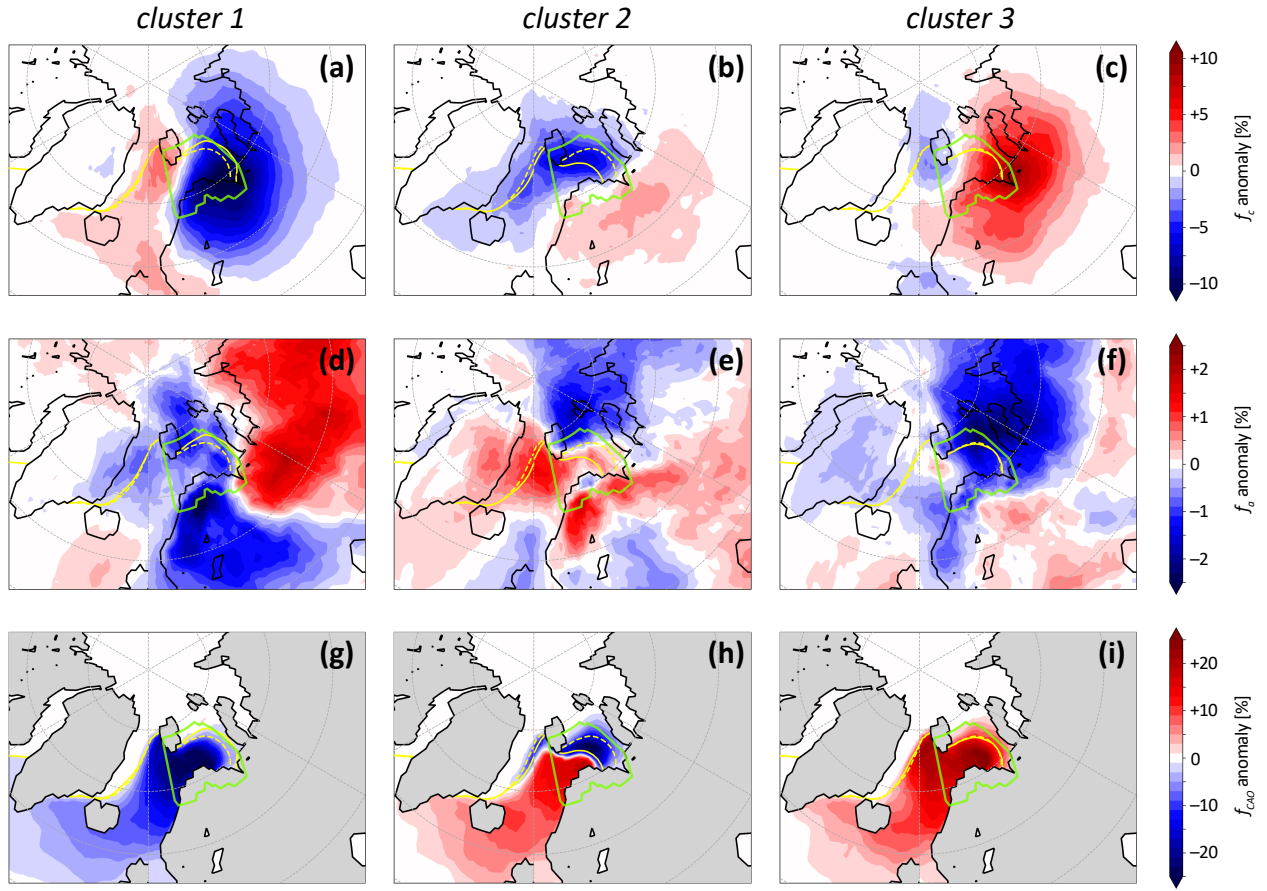 cluster 1 cluster 2 cluster 3
(a) (b) (c)
+10
+5
0
−5
−10
f_c anomaly [%]
(d) (e) (f)
+2
+1
0
−1
−2
f_a anomaly [%]
(g) (h) (i)
+20
+10
0
−10
−20
f_CAO anomaly [%]